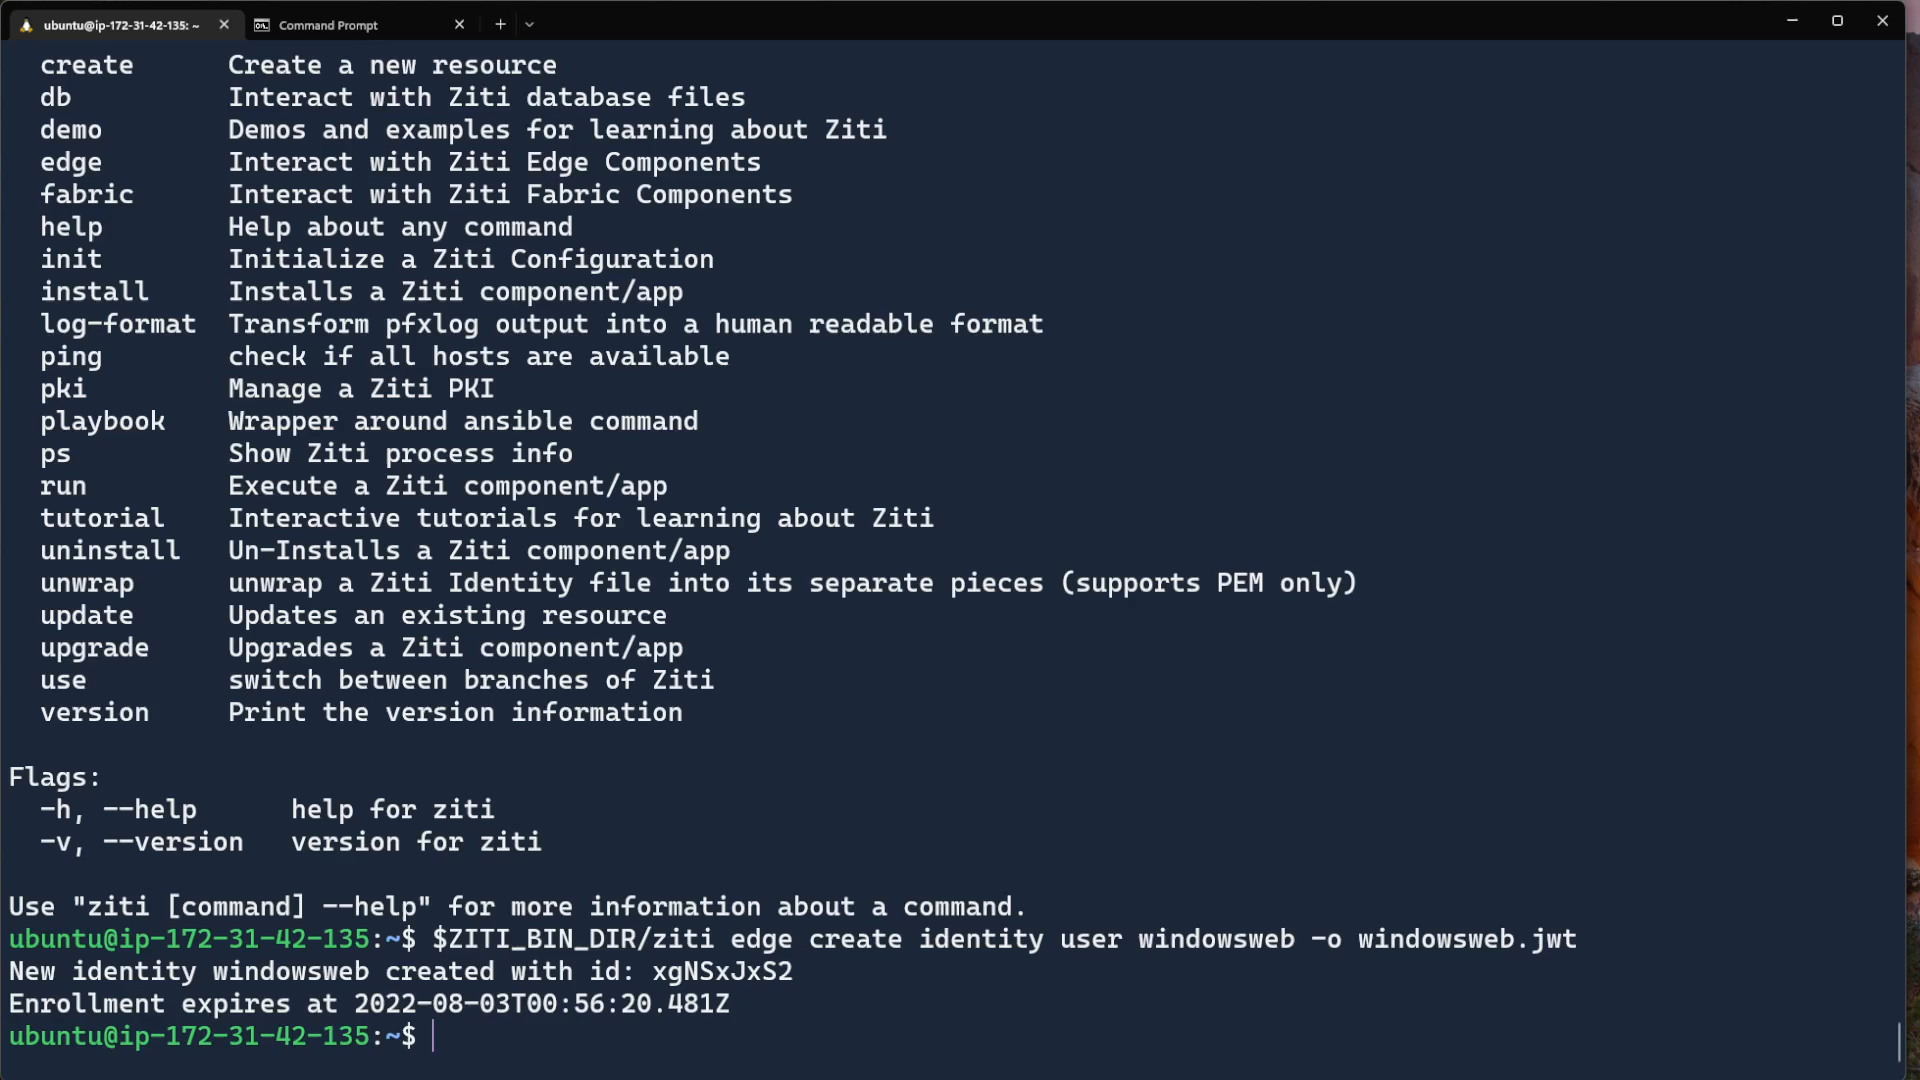 ubuntu@ip-172-31-42-135: ~
Command Prompt
create Create a new resource
db Interact with Ziti database files
demo Demos and examples for learning about Ziti
edge Interact with Ziti Edge Components
fabric Interact with Ziti Fabric Components
help Help about any command
init Initialize a Ziti Configuration
install Installs a Ziti component/app
log-format Transform pfxlog output into a human readable format
ping check if all hosts are available
pki Manage a Ziti PKI
playbook Wrapper around ansible command
ps Show Ziti process info
run Execute a Ziti component/app
tutorial Interactive tutorials for learning about Ziti
uninstall Un-Installs a Ziti component/app
unwrap unwrap a Ziti Identity file into its separate pieces (supports PEM only)
update Updates an existing resource
upgrade Upgrades a Ziti component/app
use switch between branches of Ziti
version Print the version information
Flags:
-h, --help help for ziti
-v, --version version for ziti
Use "ziti [command] --help" for more information about a command.
ubuntu@ip-172-31-42-135:~$ $ZITI_BIN_DIR/ziti edge create identity user windowsweb -o windowsweb.jwt
New identity windowsweb created with id: xgNSxJxS2
Enrollment expires at 2022-08-03T00:56:20.481Z
ubuntu@ip-172-31-42-135:~$